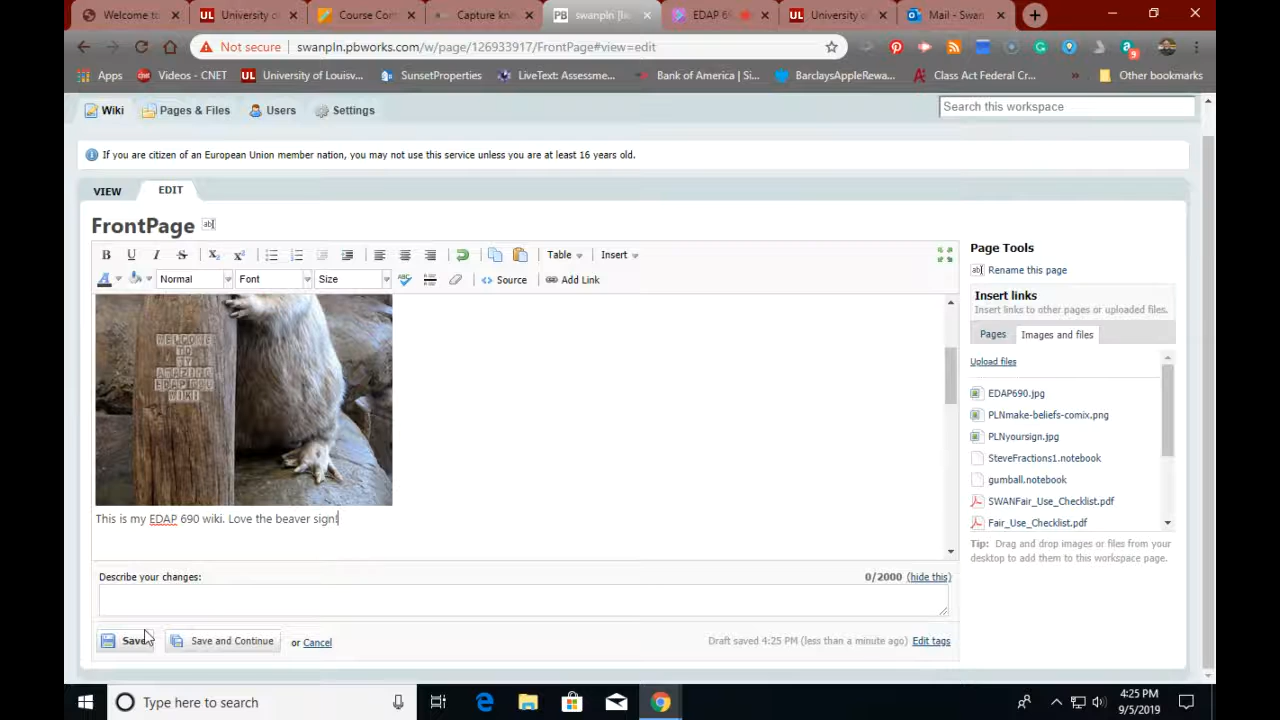 Welcome to
University o
Course Com
Capture kn
swanpln [li
EDAP 69
University o
Mail - Swan
Not secure
swanpln.pbworks.com/w/page/126933917/FrontPage#view=edit
Apps
Videos - CNET
University of Louisv...
SunsetProperties
LiveText: Assessme...
Bank of America | Si...
BarclaysAppleRewa...
Class Act Federal Cr...
»
Other bookmarks
Wiki
Pages & Files
Users
Settings
Search this workspace
If you are citizen of an European Union member nation, you may not use this service unless you are at least 16 years old.
VIEW
EDIT
FrontPage
Table
Insert
Normal
Font
Size
Source
Add Link
WELCOME
TO
MY
AMAZING
EDAP 690
WIKI
This is my EDAP 690 wiki. Love the beaver sign!
Describe your changes:
0/2000 (hide this)
Save
Save and Continue
or Cancel
Draft saved 4:25 PM (less than a minute ago)
Edit tags
Page Tools
Rename this page
Insert links
Insert links to other pages or uploaded files.
Pages
Images and files
Upload files
EDAP690.jpg
PLNmake-beliefs-comix.png
PLNyoursign.jpg
SteveFractions1.notebook
gumball.notebook
SWANFair_Use_Checklist.pdf
Fair_Use_Checklist.pdf
Tip: Drag and drop images or files from your
desktop to add them to this workspace page.
Type here to search
4:25 PM
9/5/2019